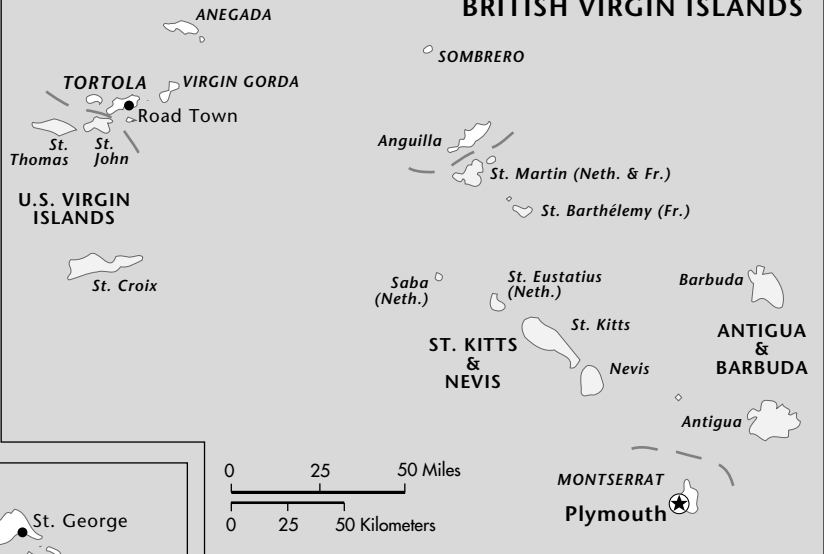 BRITISH VIRGIN ISLANDS
ANEGADA
SOMBRERO
TORTOLA
VIRGIN GORDA
Road Town
St.
Thomas
St.
John
Anguilla
St. Martin (Neth. & Fr.)
U.S. VIRGIN
ISLANDS
St. Barthélemy (Fr.)
St. Croix
Saba
(Neth.)
St. Eustatius
(Neth.)
Barbuda
St. Kitts
ST. KITTS
&
NEVIS
ANTIGUA
&
BARBUDA
Nevis
Antigua
0 25 50 Miles
0 25 50 Kilometers
MONTSERRAT
Plymouth
St. George